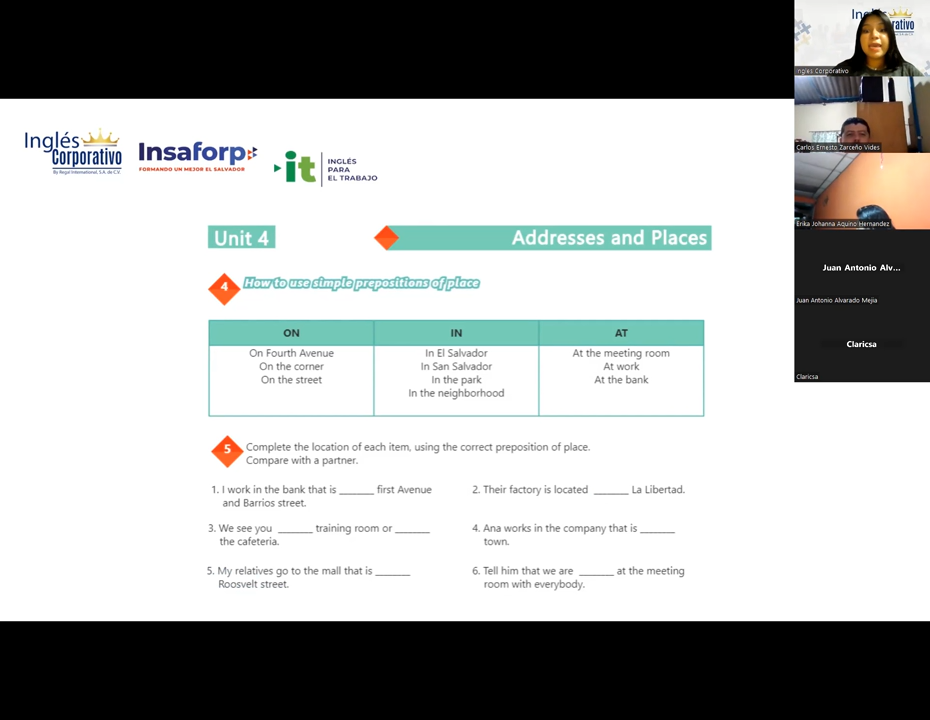 Inglés
Corporativo
By Regal International, S.A. de C.V.
Insaforp
FORMANDO UN MEJOR EL SALVADOR
it
INGLÉS
PARA
EL TRABAJO
Unit 4
Addresses and Places
4
How to use simple prepositions of place
ON
IN
AT
On Fourth Avenue
On the corner
On the street
In El Salvador
In San Salvador
In the park
In the neighborhood
At the meeting room
At work
At the bank
5
Complete the location of each item, using the correct preposition of place.
Compare with a partner.
1. I work in the bank that is ______ first Avenue
and Barrios street.
2. Their factory is located ______ La Libertad.
3. We see you ______ training room or ______
the cafeteria.
4. Ana works in the company that is ______
town.
5. My relatives go to the mall that is ______
Roosvelt street.
6. Tell him that we are ______ at the meeting
room with everybody.
Ingles Corporativo
Carlos Ernesto Zarceño Vides
Erika Johanna Aquino Hernandez
Juan Antonio Alv...
Juan Antonio Alvarado Mejia
Claricsa
Claricsa